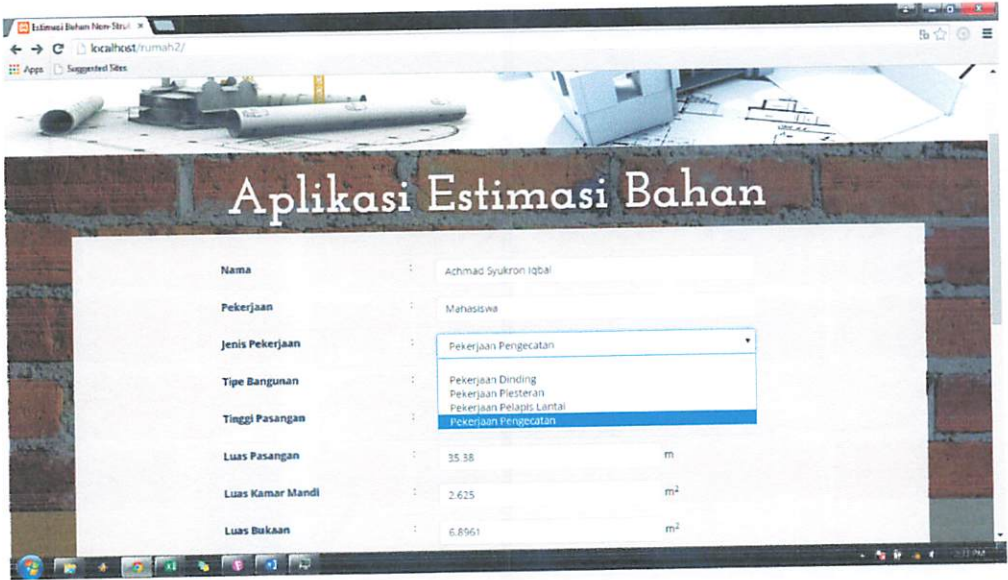 Estimasi Bahan Non-Strul
localhost/rumah2/
Apps Suggested Sites
Aplikasi Estimasi Bahan
Nama : Achmad Syukron Iqbal
Pekerjaan : Mahasiswa
Jenis Pekerjaan : Pekerjaan Pengecatan
Pekerjaan Dinding
Tipe Bangunan :
Pekerjaan Plesteran
Pekerjaan Pelapis Lantai
Tinggi Pasangan : Pekerjaan Pengecatan
Luas Pasangan : 35.38 m
Luas Kamar Mandi : 2.625 m²
Luas Bukaan : 6.8961 m²